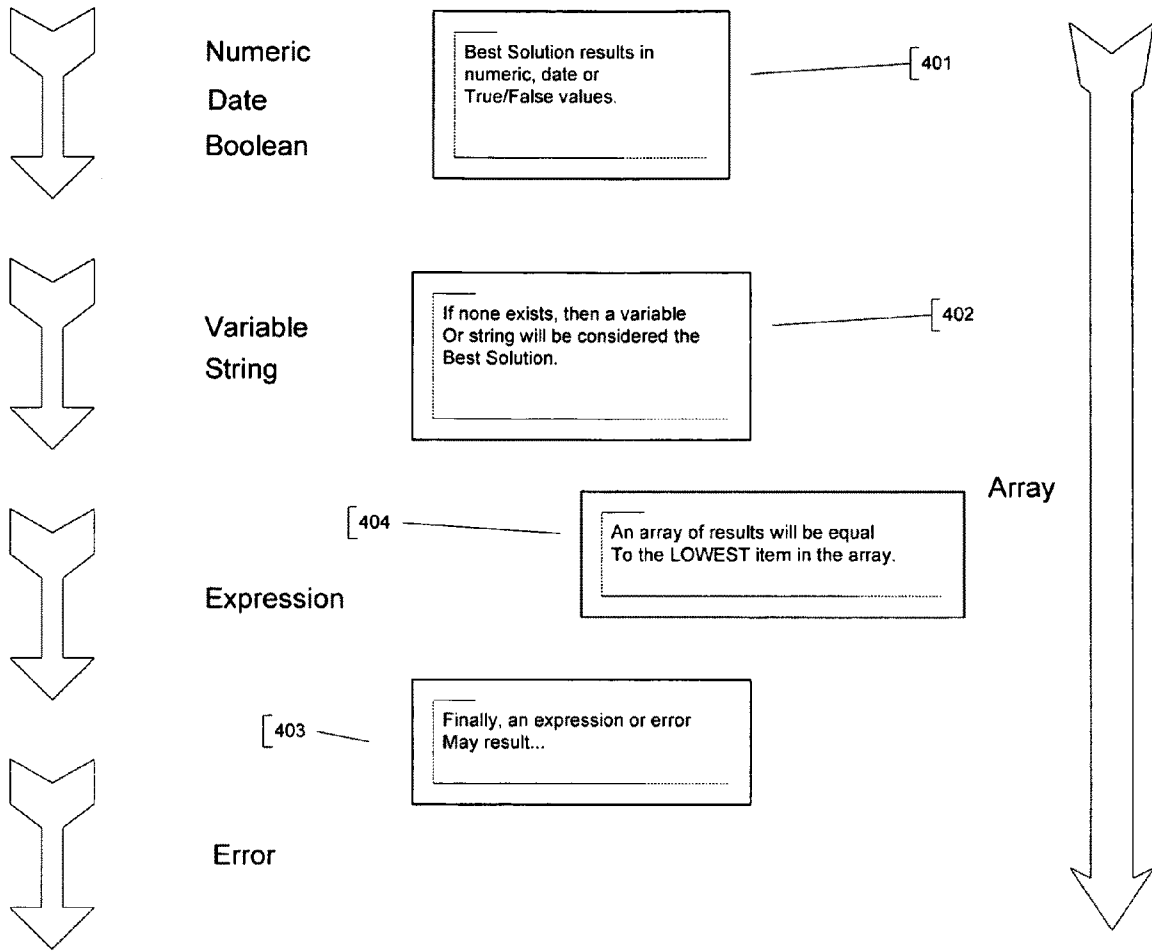 Numeric
Date
Boolean
Best Solution results in
numeric, date or
True/False values.
401
Variable
String
If none exists, then a variable
Or string will be considered the
Best Solution.
402
Array
404
An array of results will be equal
To the LOWEST item in the array.
Expression
403
Finally, an expression or error
May result...
Error